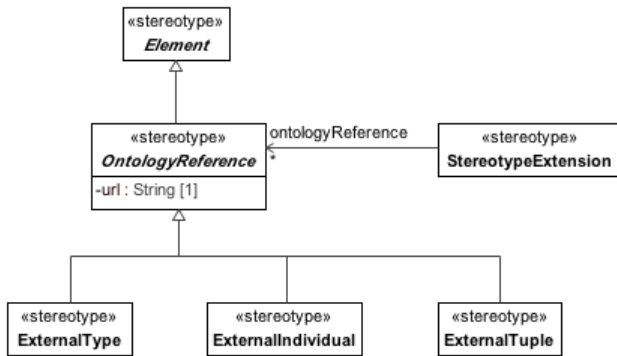 «stereotype»
Element
«stereotype»
OntologyReference
-url : String [1]
ontologyReference
*
«stereotype»
StereotypeExtension
«stereotype»
ExternalType
«stereotype»
ExternalIndividual
«stereotype»
ExternalTuple